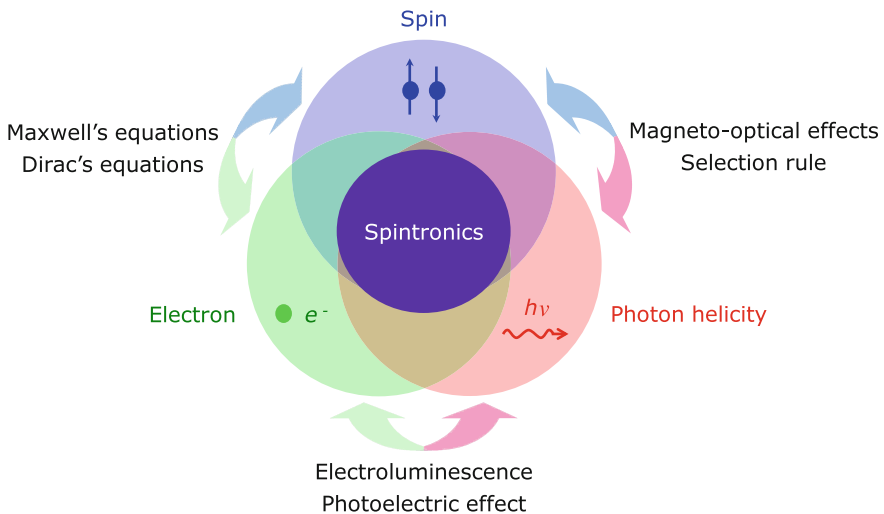 Spin
Maxwell's equations
Dirac's equations
Magneto-optical effects
Selection rule
Spintronics
Electron
e-
hν
Photon helicity
Electroluminescence
Photoelectric effect